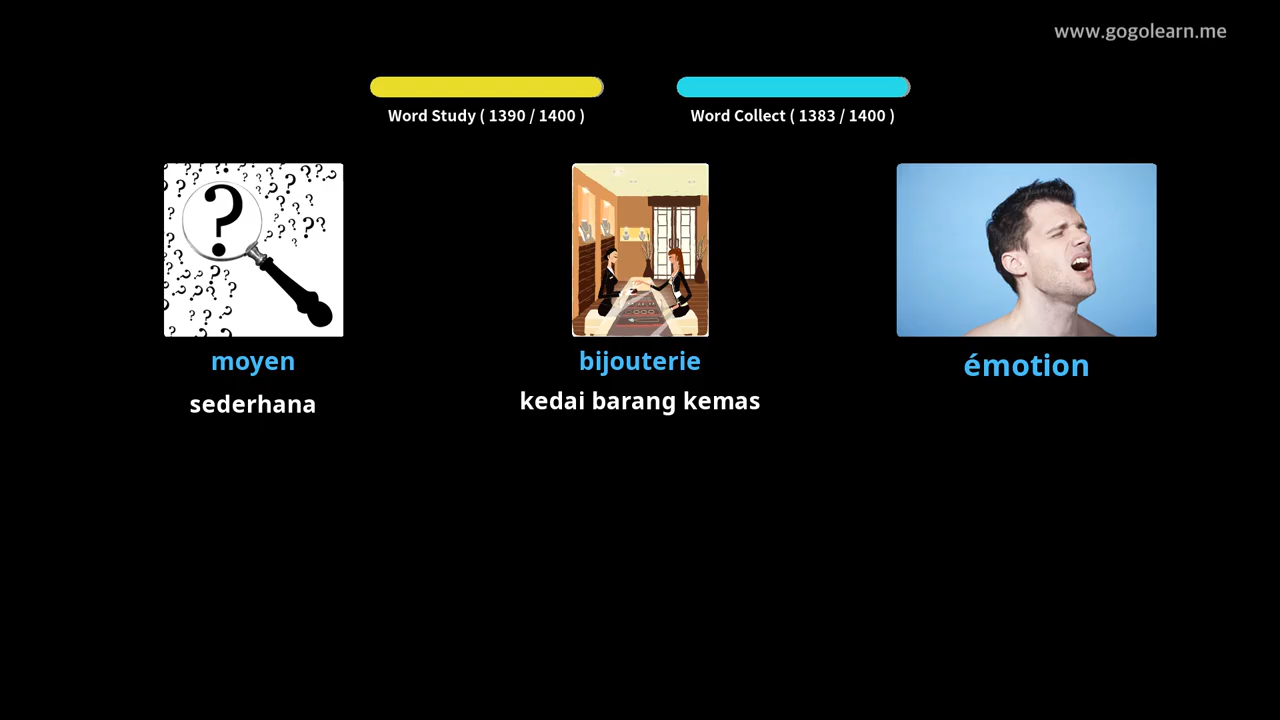 www.gogolearn.me
Word Study ( 1390 / 1400 )
Word Collect ( 1383 / 1400 )
moyen
sederhana
bijouterie
kedai barang kemas
émotion